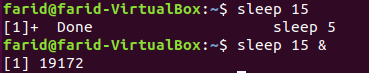 farid@farid-VirtualBox:~$ sleep 15
[1]+  Done                    sleep 5
farid@farid-VirtualBox:~$ sleep 15 &
[1] 19172